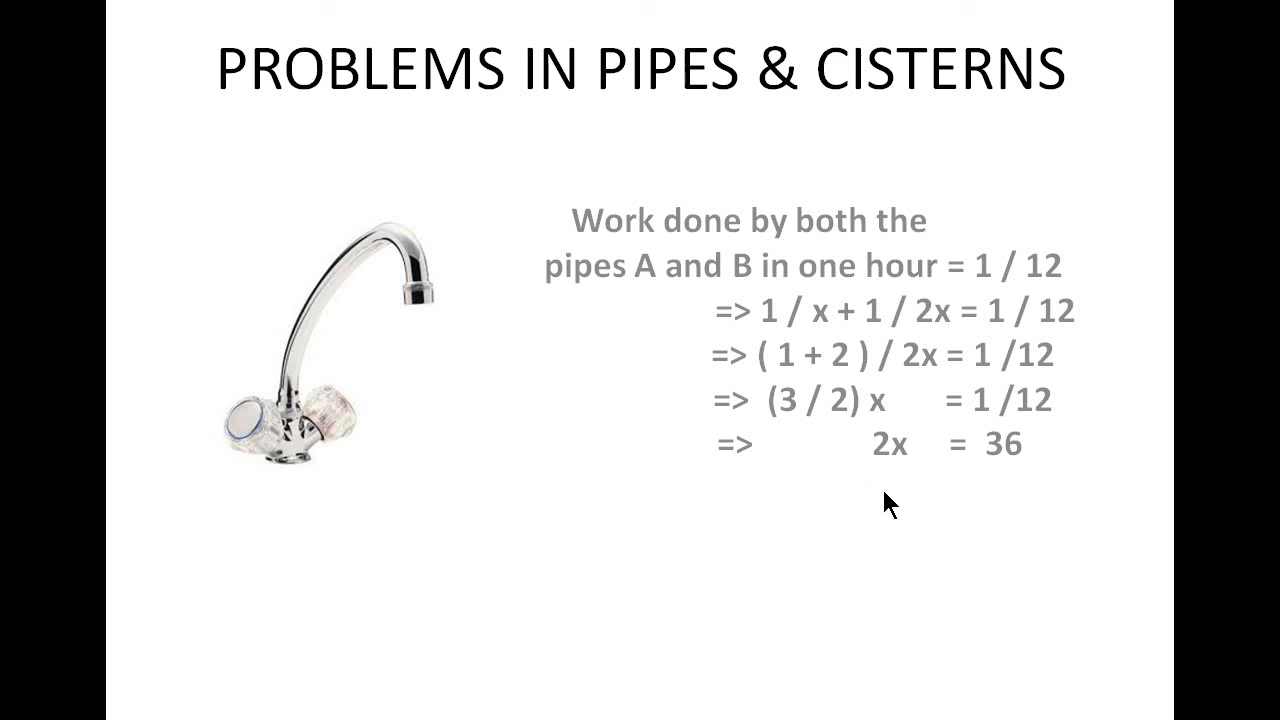 PROBLEMS IN PIPES & CISTERNS
Work done by both the
pipes A and B in one hour = 1 / 12
=> 1 / x + 1 / 2x = 1 / 12
=> ( 1 + 2 ) / 2x = 1 /12
=> (3 / 2) x = 1 /12
=> 2x = 36